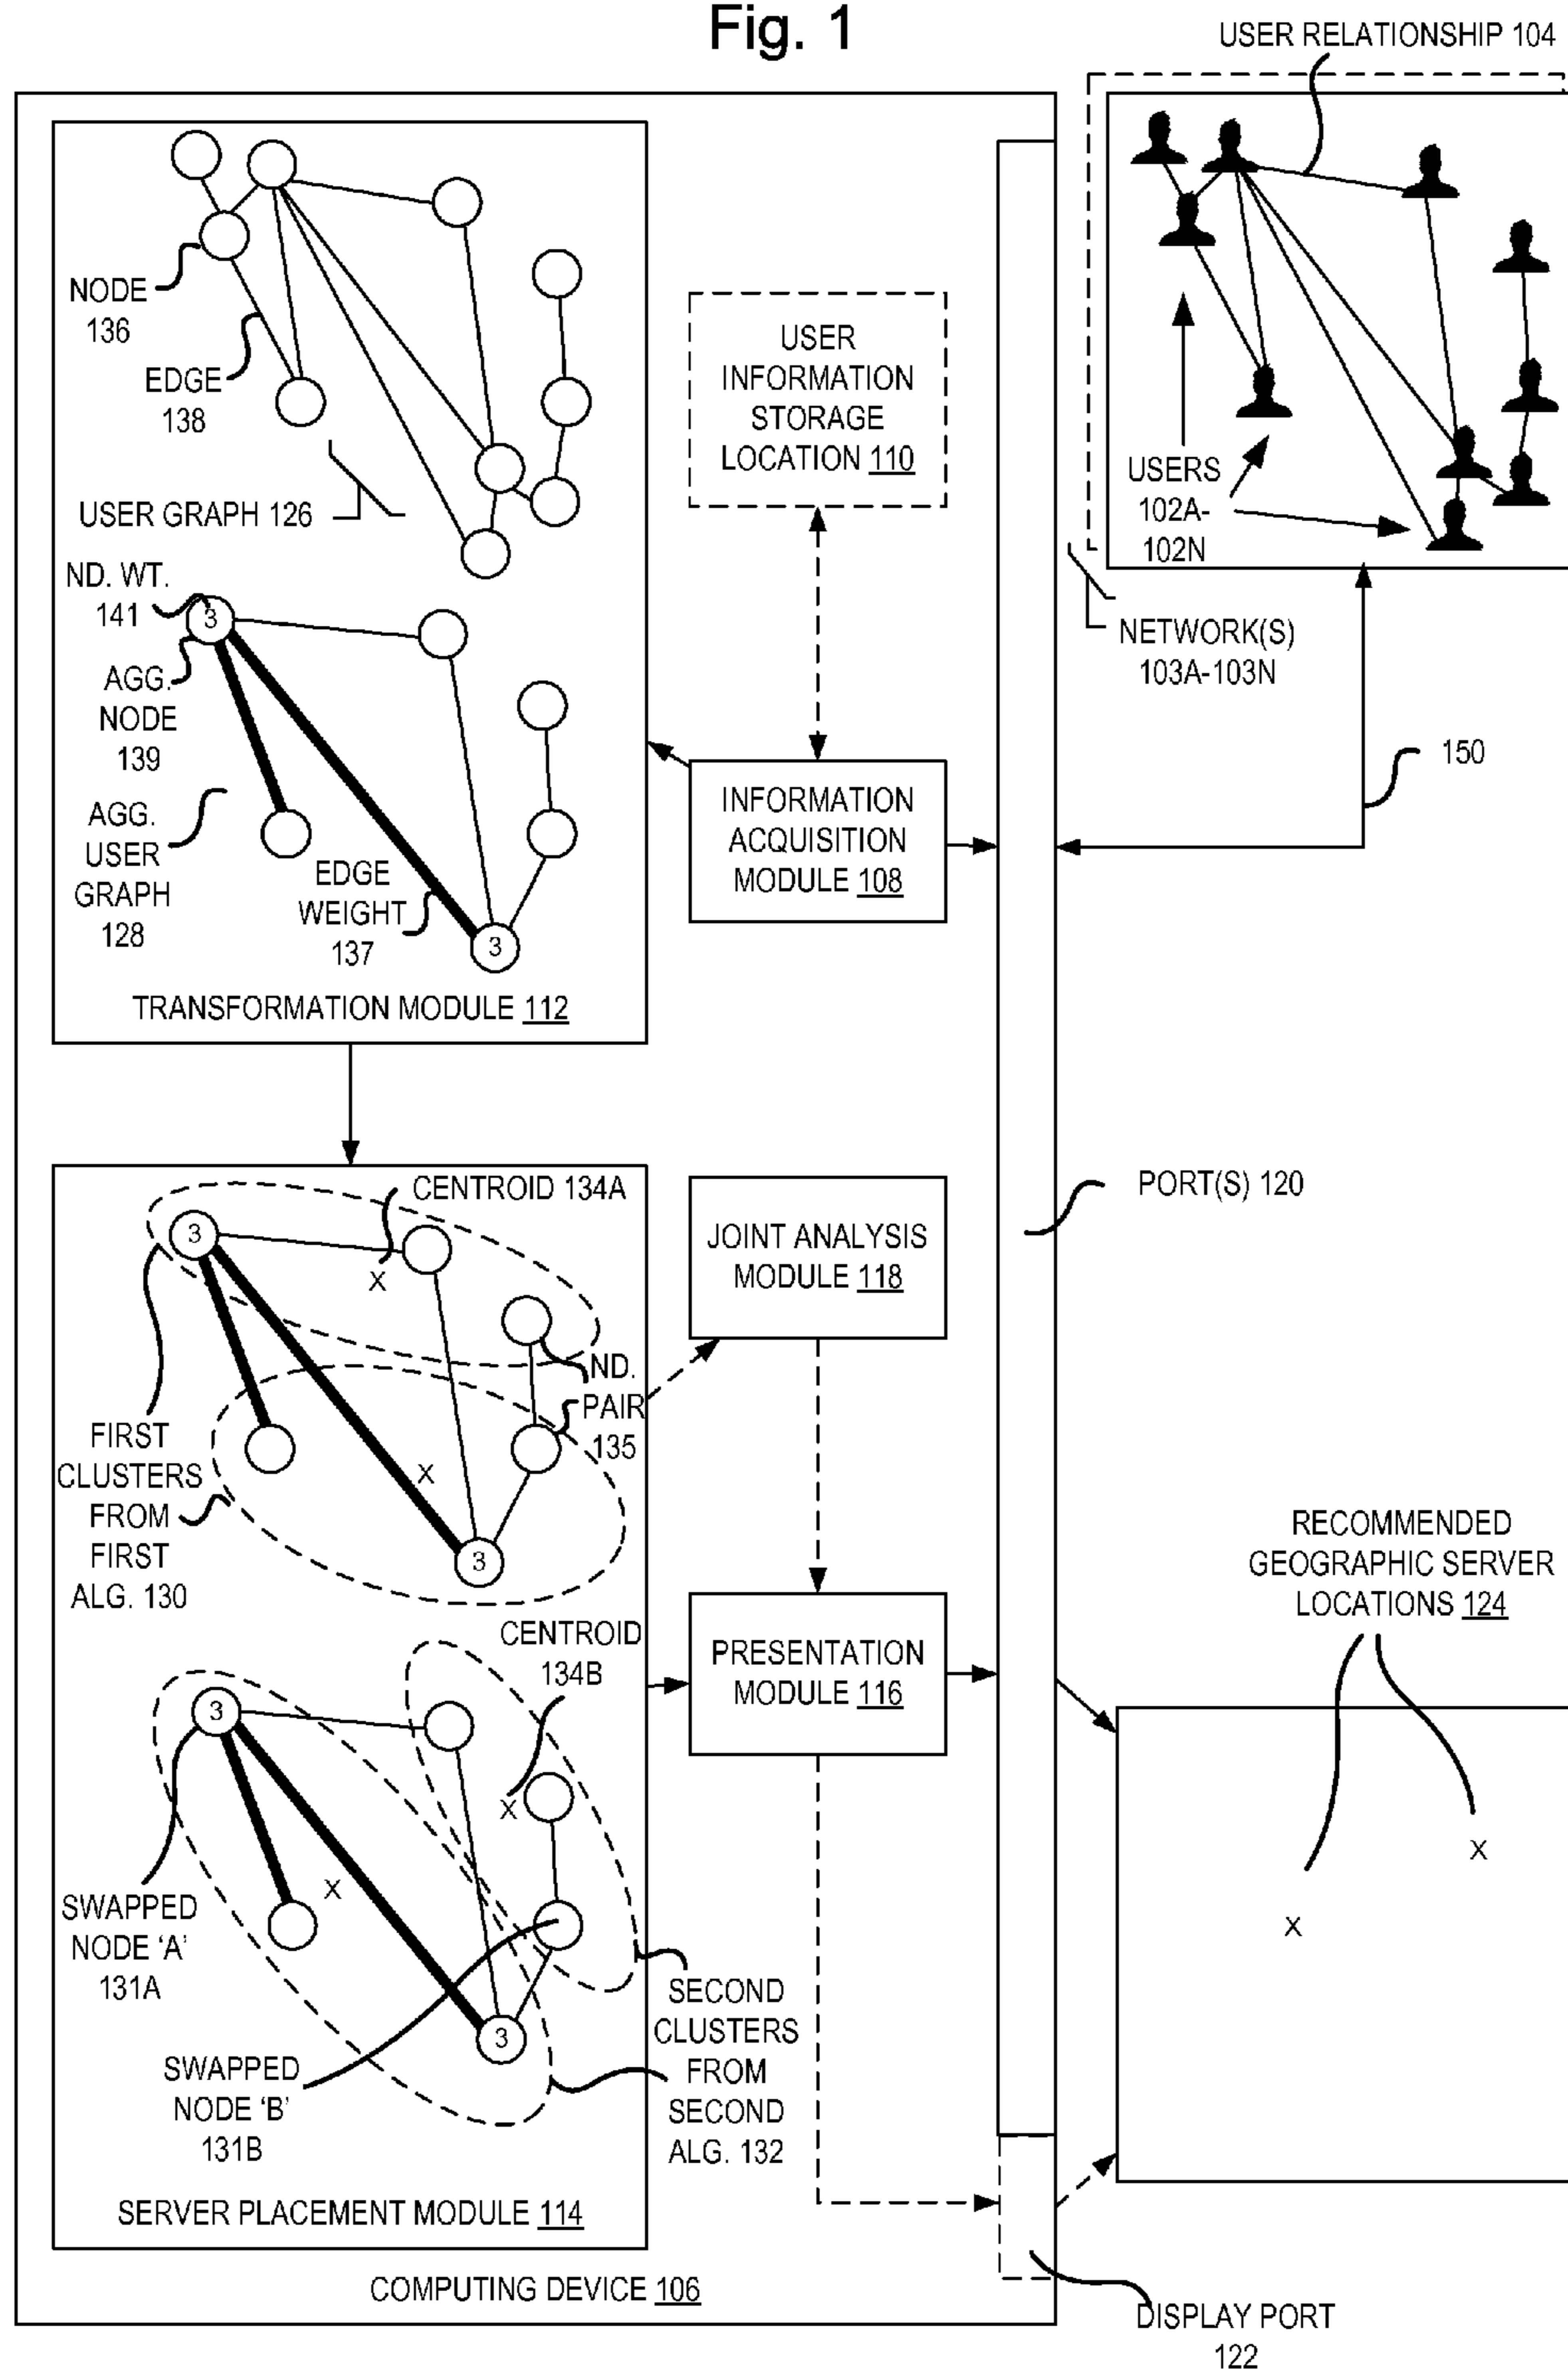 Fig. 1
USER RELATIONSHIP 104
NODE
136
EDGE
138
USER GRAPH 126
ND. WT.
141
3
AGG.
NODE
139
AGG.
USER
GRAPH
128
EDGE
WEIGHT
137
3
TRANSFORMATION MODULE 112
USER
INFORMATION
STORAGE
LOCATION 110
INFORMATION
ACQUISITION
MODULE 108
USERS
102A-
102N
NETWORK(S)
103A-103N
150
CENTROID 134A
3
X
ND.
PAIR
135
FIRST
CLUSTERS
FROM
FIRST
ALG. 130
X
3
CENTROID
134B
3
X
X
SWAPPED
NODE ‘A’
131A
3
SWAPPED
NODE ‘B’
131B
SECOND
CLUSTERS
FROM
SECOND
ALG. 132
SERVER PLACEMENT MODULE 114
JOINT ANALYSIS
MODULE 118
PRESENTATION
MODULE 116
PORT(S) 120
RECOMMENDED
GEOGRAPHIC SERVER
LOCATIONS 124
X
X
COMPUTING DEVICE 106
DISPLAY PORT
122